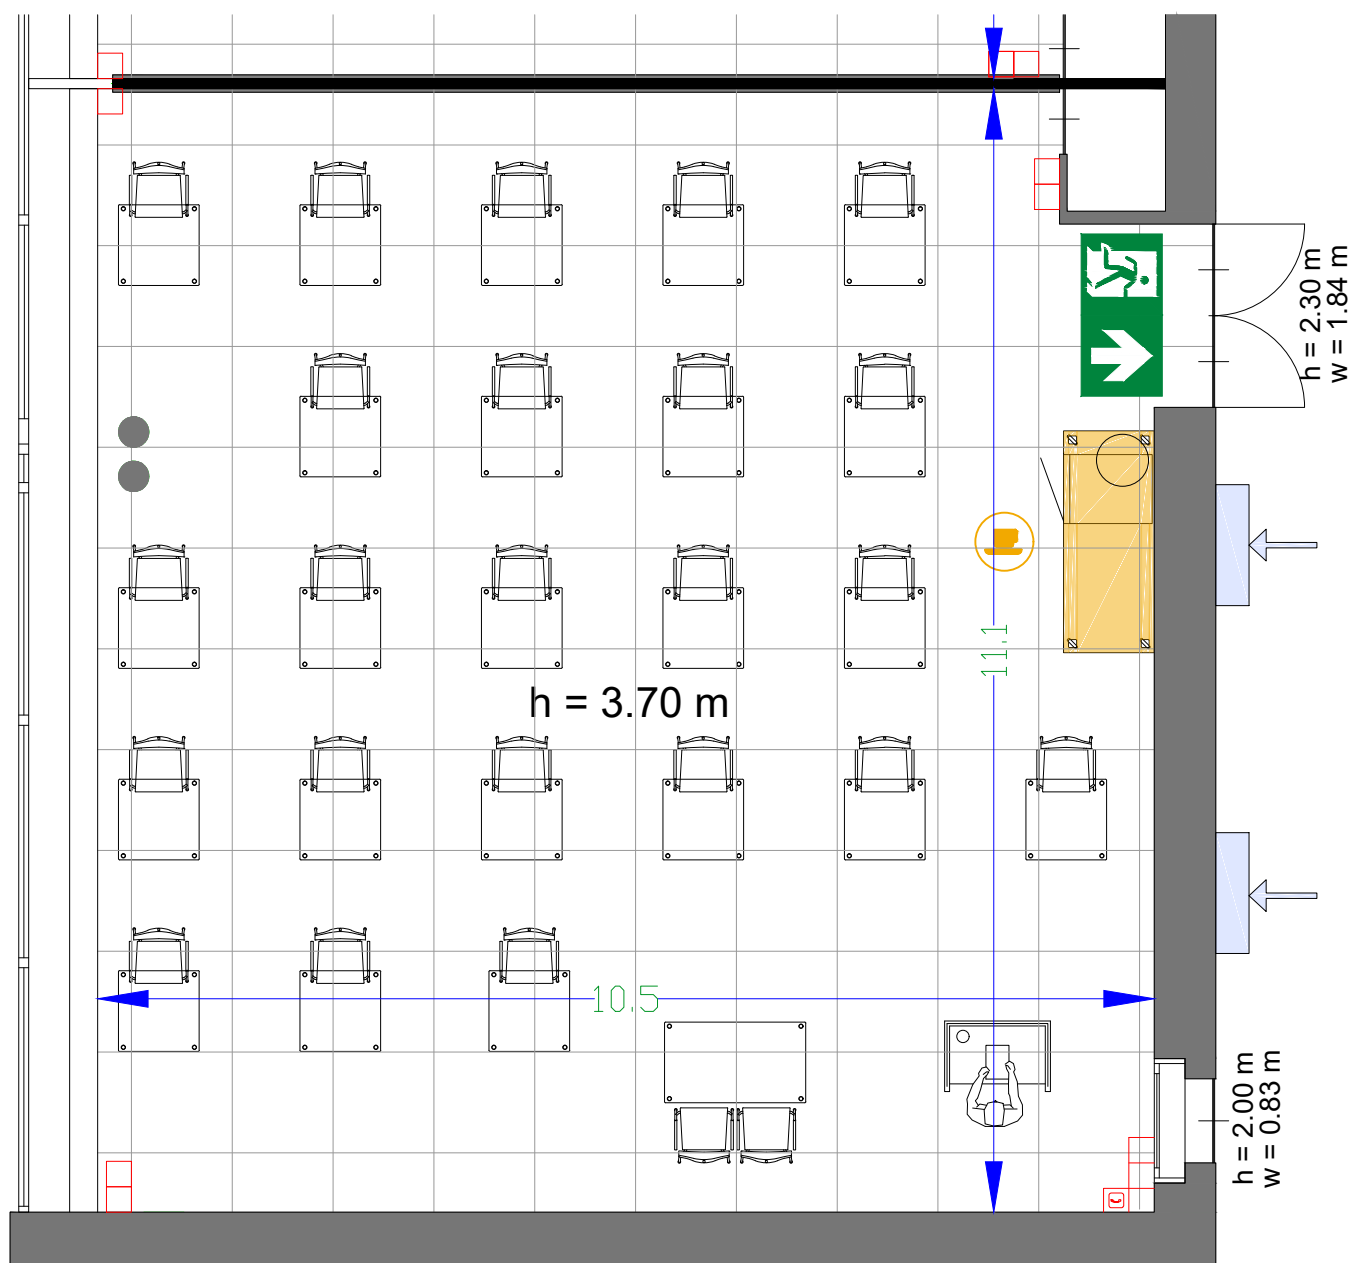 h = 2.30 m
w = 1.84 m
11.1
h = 3.70 m
10.5
h = 2.00 m
w = 0.83 m